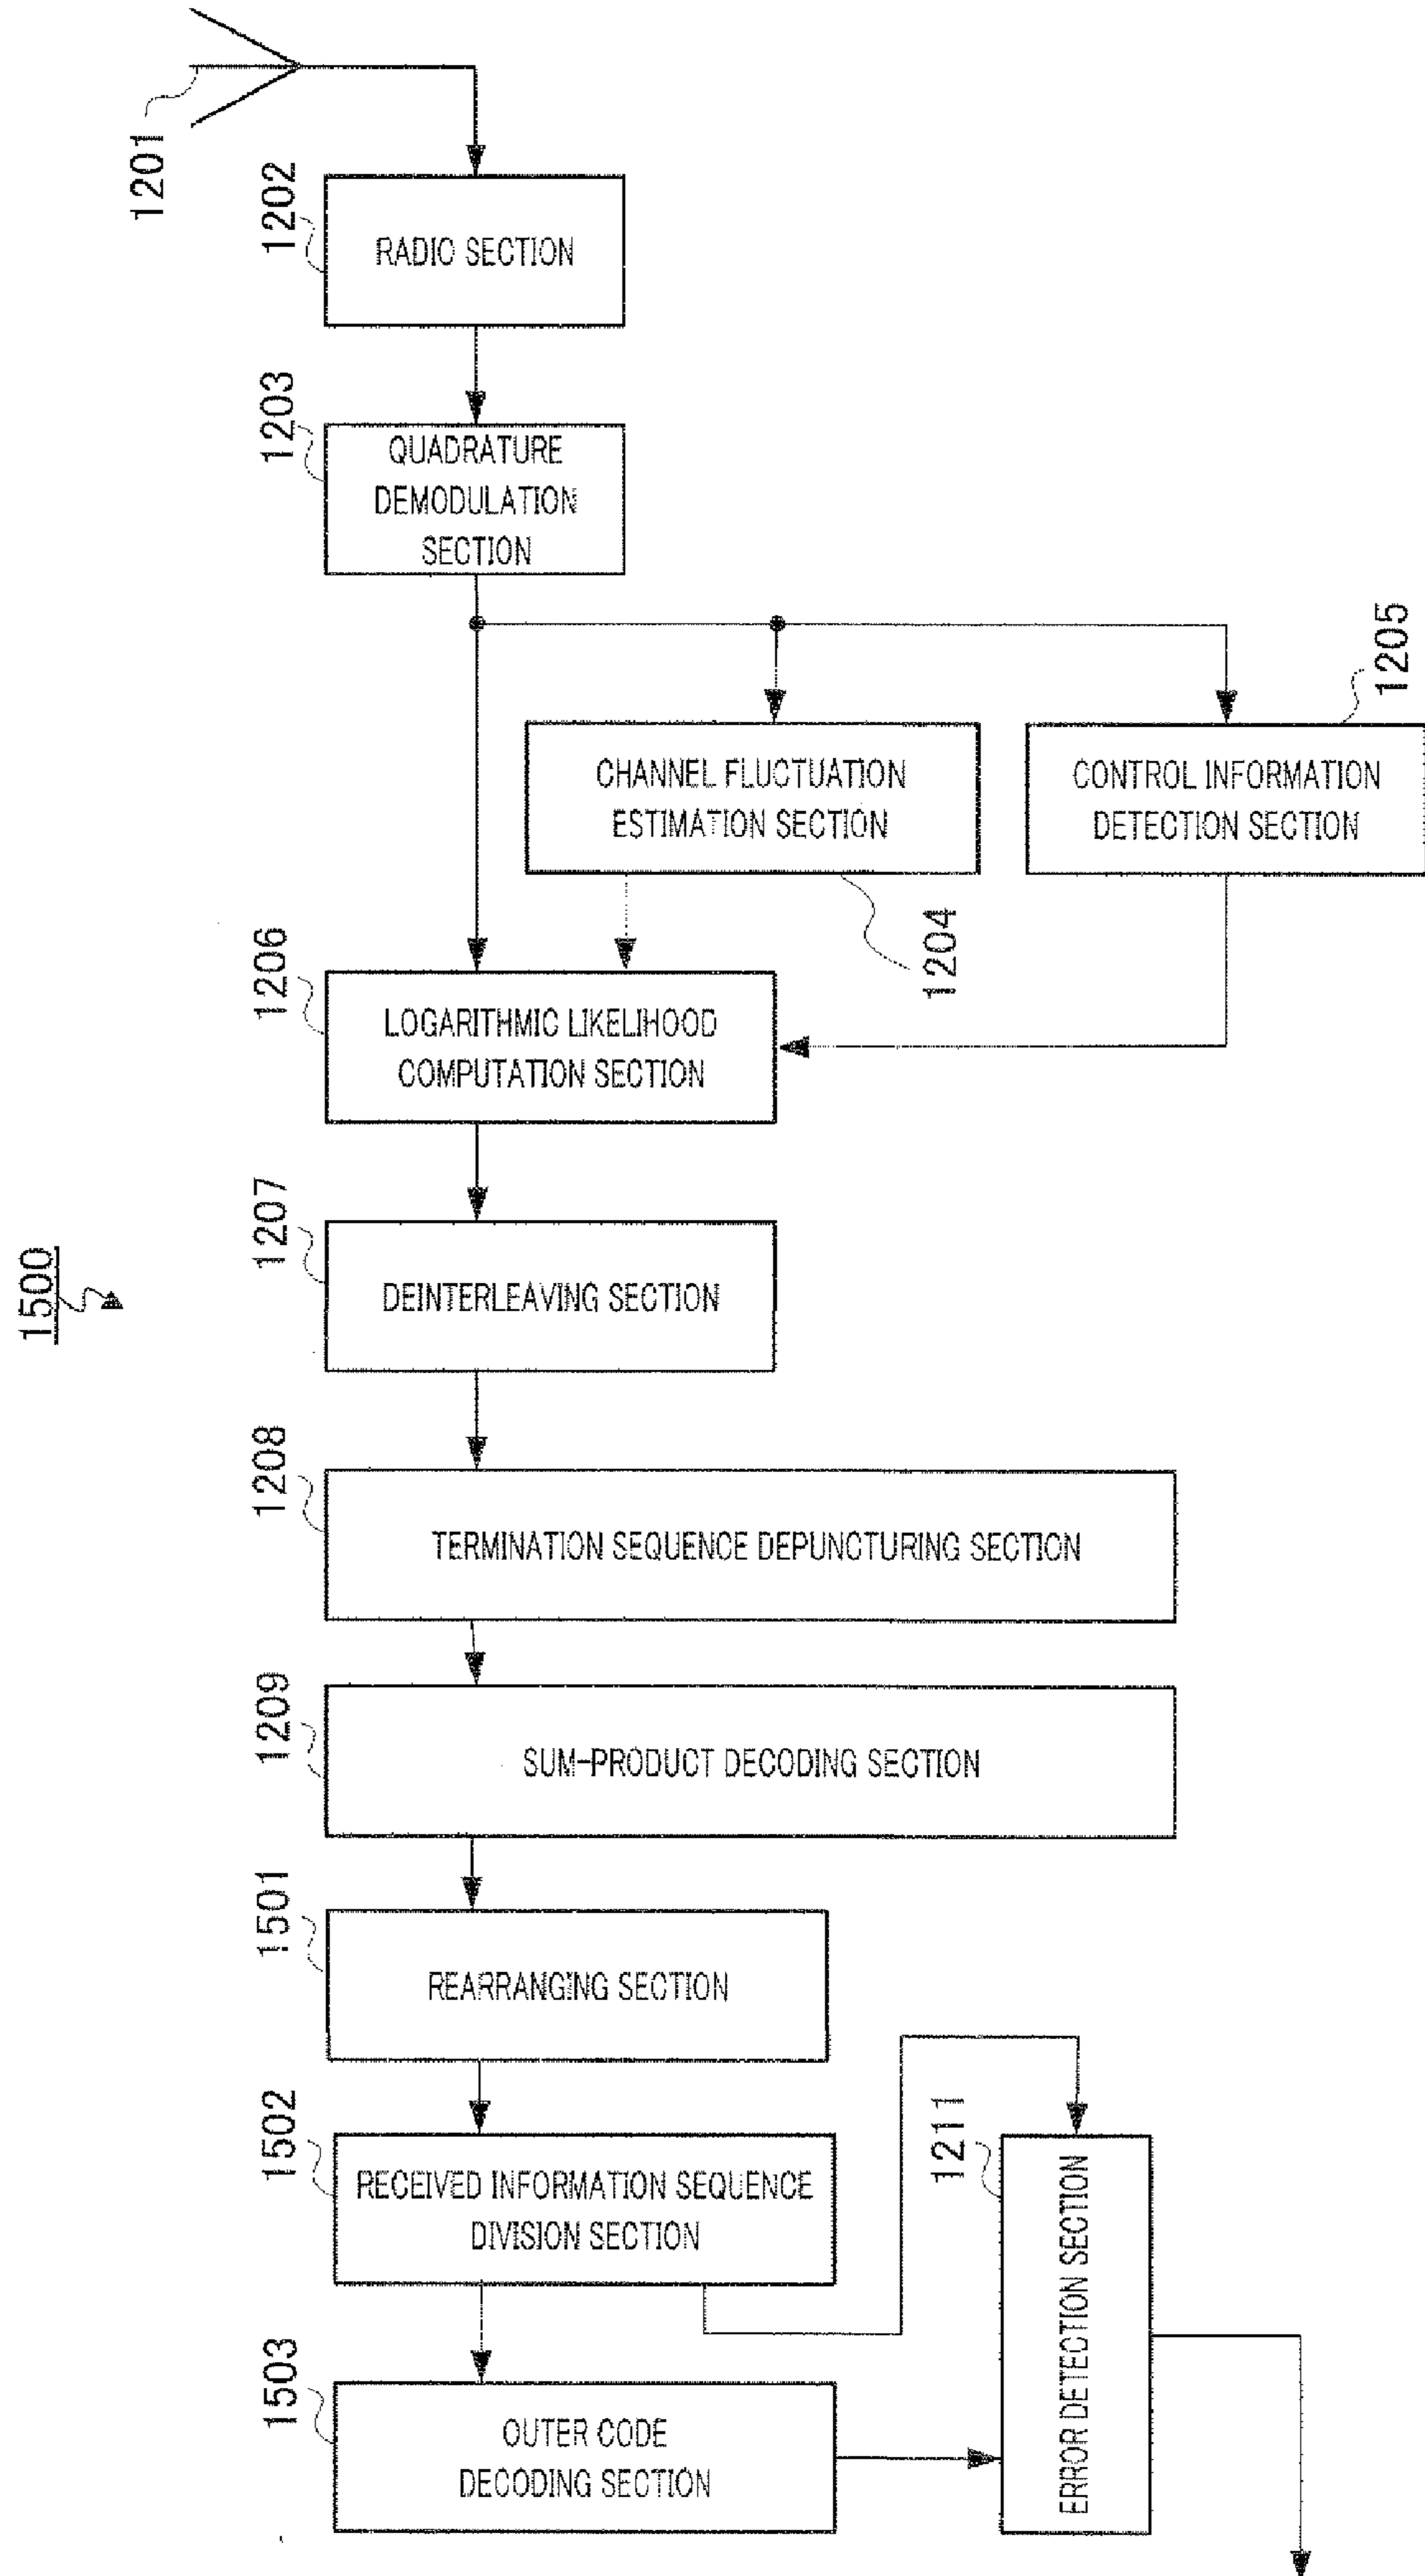 1500
1201
1202
RADIO SECTION
1203
QUADRATURE
DEMODULATION
SECTION
1205
CHANNEL FLUCTUATION
ESTIMATION SECTION
CONTROL INFORMATION
DETECTION SECTION
1204
1206
LOGARITHMIC LIKELIHOOD
COMPUTATION SECTION
1207
DEINTERLEAVING SECTION
1208
TERMINATION SEQUENCE DEPUNCTURING SECTION
1209
SUM-PRODUCT DECODING SECTION
1501
REARRANGING SECTION
1502
RECEIVED INFORMATION SEQUENCE
DIVISION SECTION
1211
ERROR DETECTION SECTION
1503
OUTER CODE
DECODING SECTION